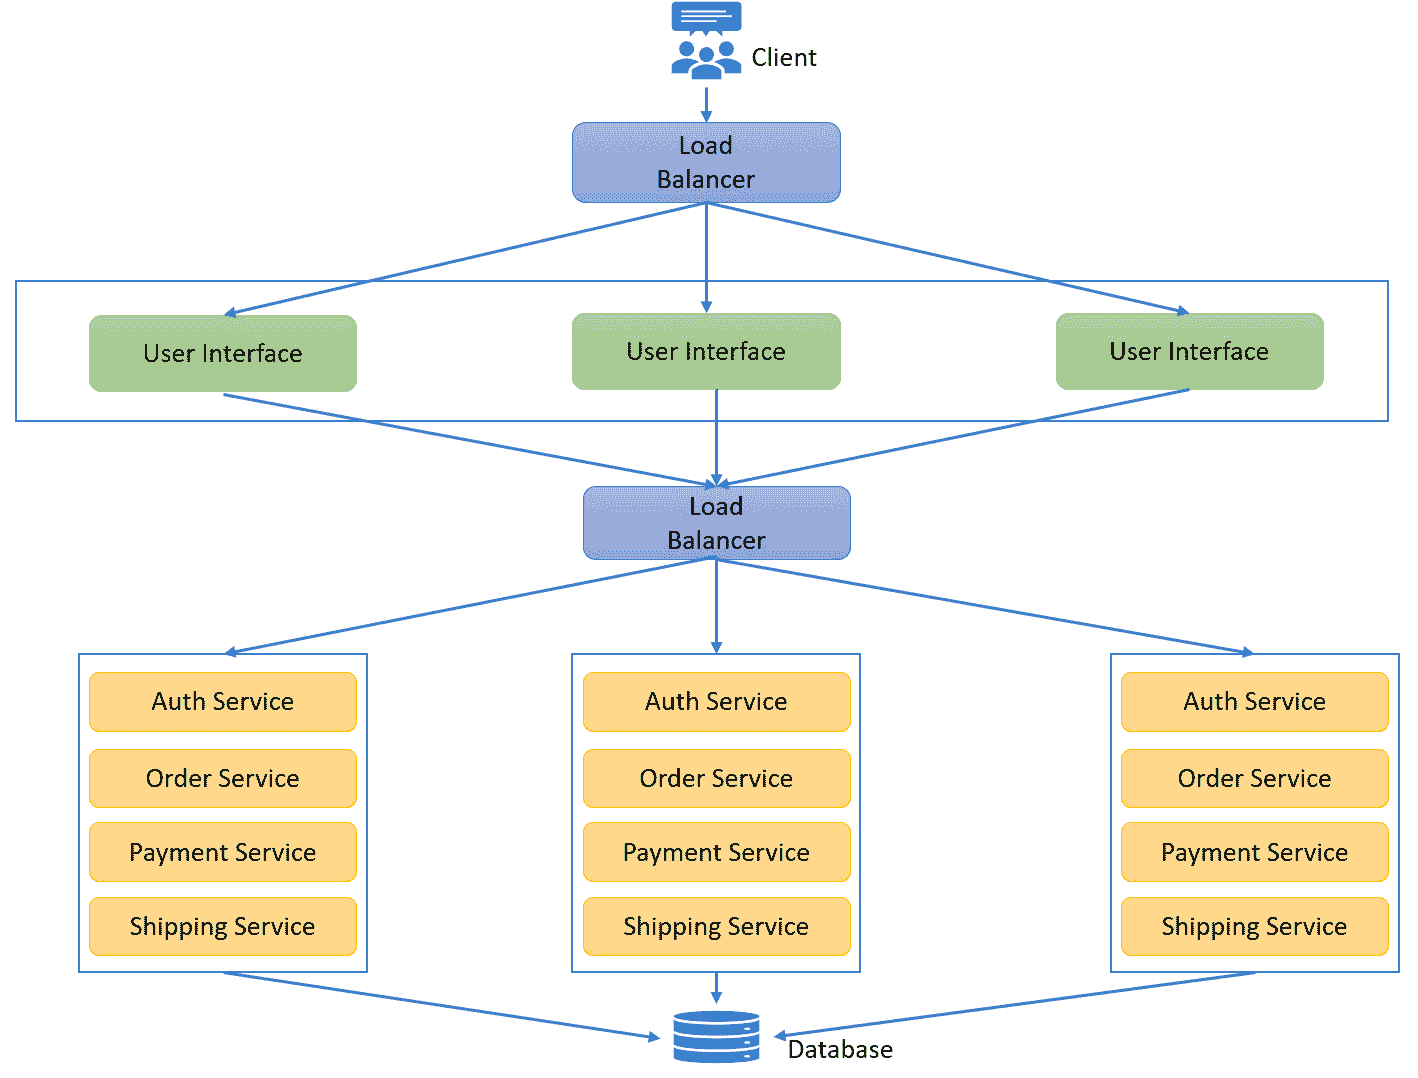 Client
Load
Balancer
User Interface
User Interface
User Interface
Load
Balancer
Auth Service
Order Service
Payment Service
Shipping Service
Auth Service
Order Service
Payment Service
Shipping Service
Auth Service
Order Service
Payment Service
Shipping Service
Database